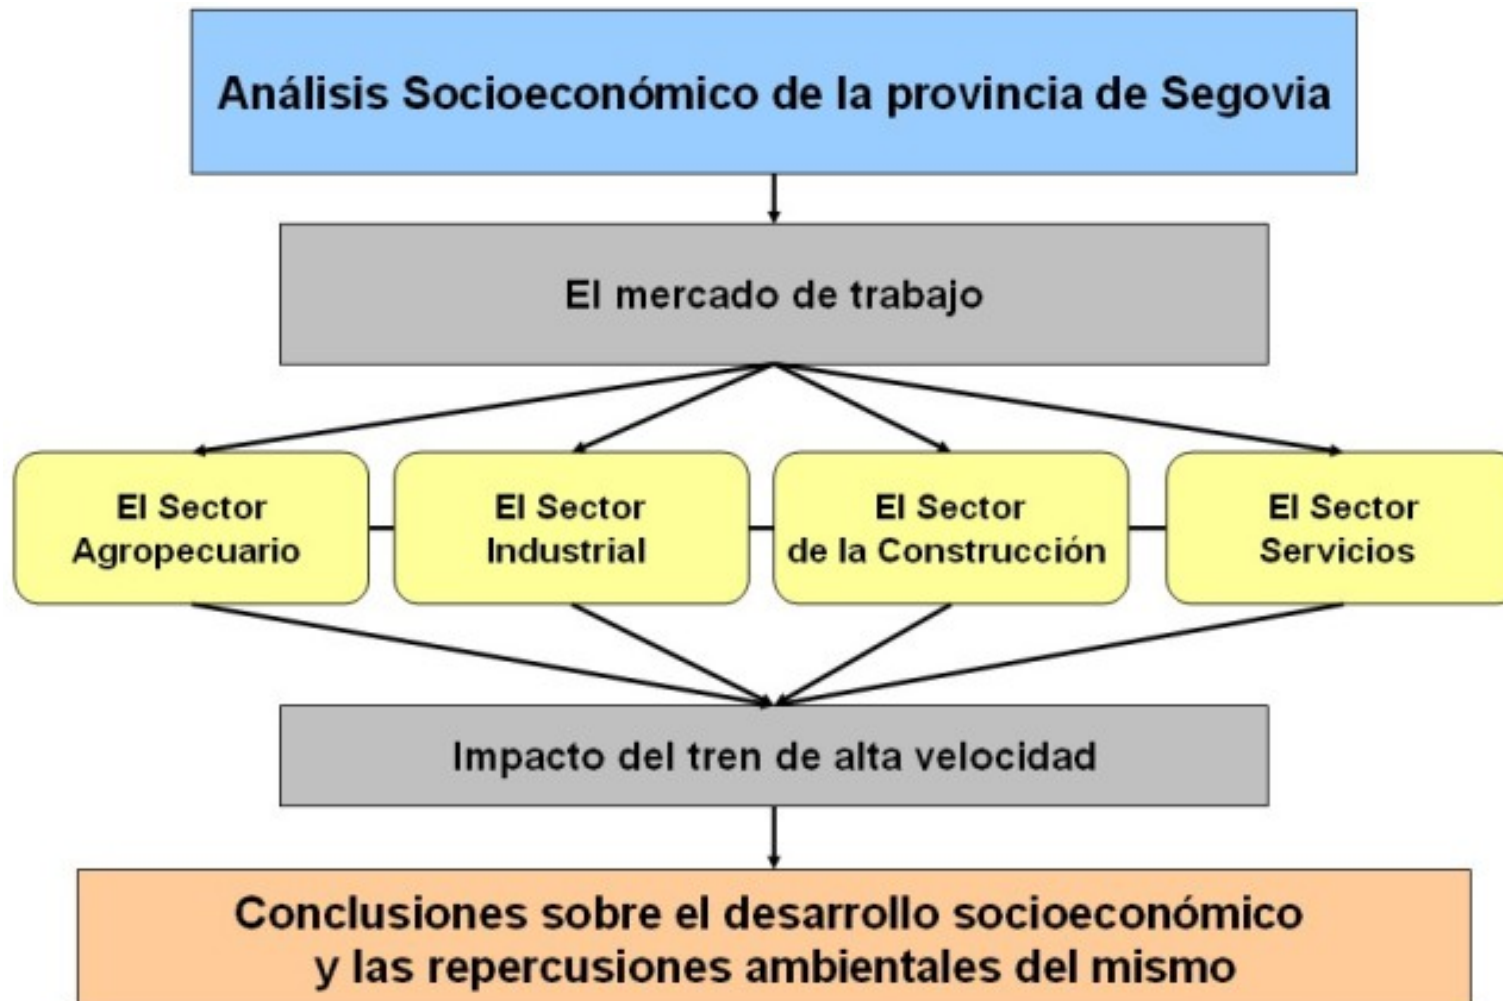 Análisis Socioeconómico de la provincia de Segovia
El mercado de trabajo
El Sector
Agropecuario
El Sector
Industrial
El Sector
de la Construcción
El Sector
Servicios
Impacto del tren de alta velocidad
Conclusiones sobre el desarrollo socioeconómico
y las repercusiones ambientales del mismo